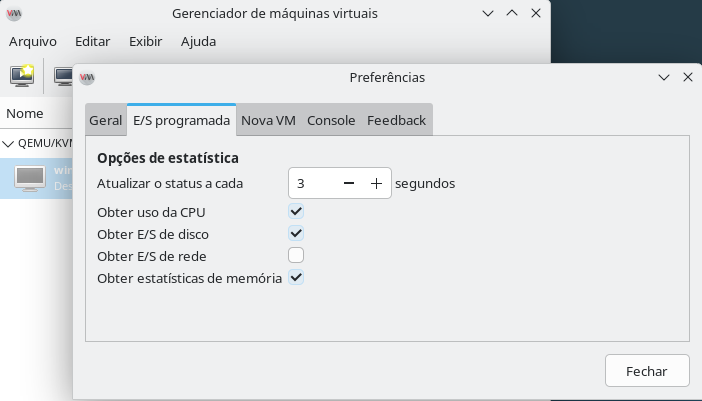 Gerenciador de máquinas virtuais
Arquivo Editar Exibir Ajuda
Preferências
Nome
Geral E/S programada Nova VM Console Feedback
QEMU/KVM
Opções de estatística
win
Des
Atualizar o status a cada 3 segundos
Obter uso da CPU
Obter E/S de disco
Obter E/S de rede
Obter estatísticas de memória
Fechar